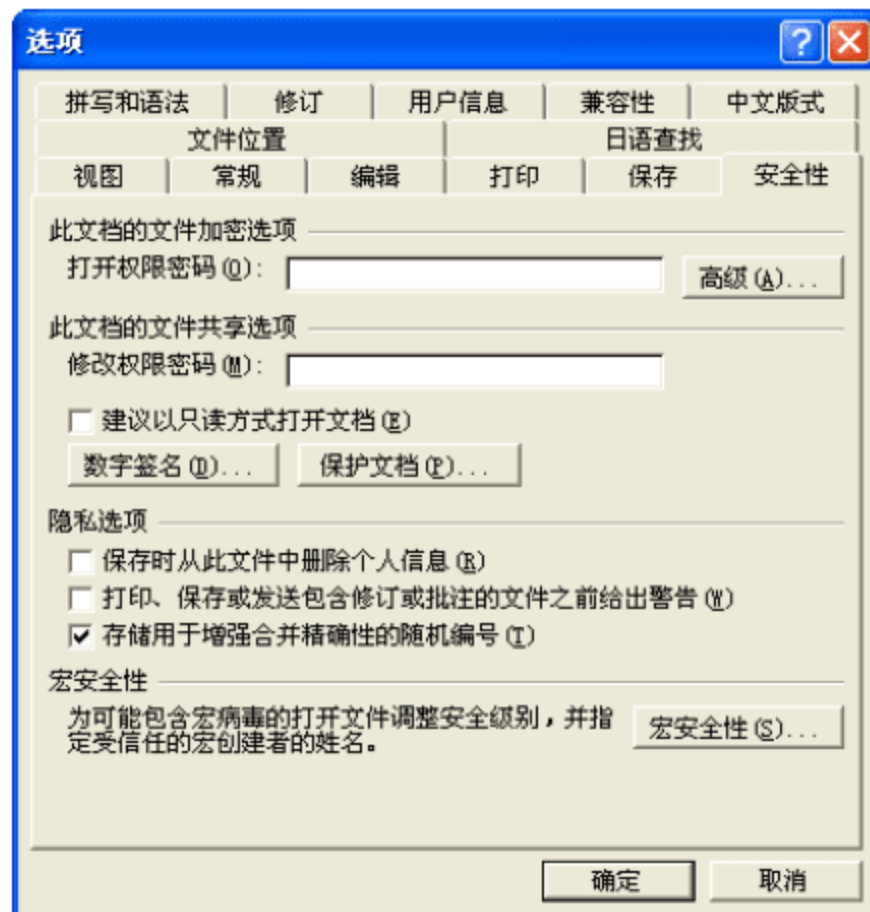 选项
拼写和语法 修订 用户信息 兼容性 中文版式
文件位置 日语查找
视图 常规 编辑 打印 保存 安全性
此文档的文件加密选项
打开权限密码(O): 高级(A)...
此文档的文件共享选项
修改权限密码(M):
建议以只读方式打开文档(E)
数字签名(D)... 保护文档(P)...
隐私选项
保存时从此文件中删除个人信息(R)
打印、保存或发送包含修订或批注的文件之前给出警告(W)
存储用于增强合并精确性的随机编号(T)
宏安全性
为可能包含宏病毒的打开文件调整安全级别，并指
定受信任的宏创建者的姓名。 宏安全性(S)...
确定 取消